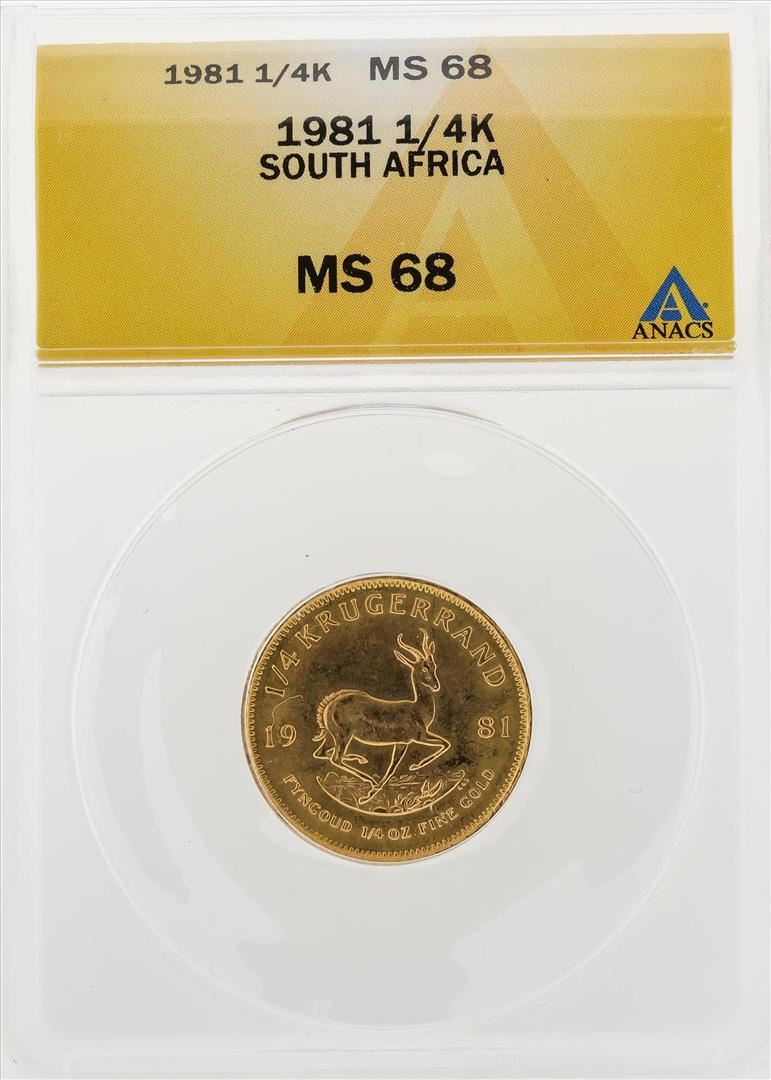 1981 1/4K MS 68
1981 1/4K
SOUTH AFRICA
MS 68
ANACS
1/4 KRUGERRAND
19 81
FYNGOUD 1/4 OZ. FINE GOLD